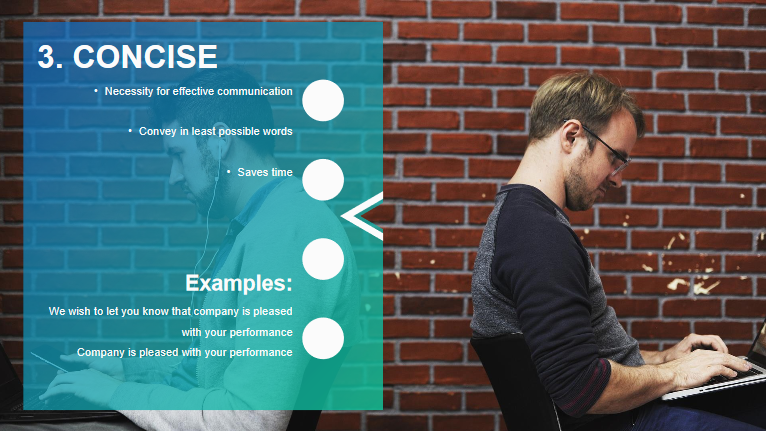 3. CONCISE
• Necessity for effective communication
• Convey in least possible words
• Saves time
Examples:
We wish to let you know that company is pleased
with your performance
Company is pleased with your performance